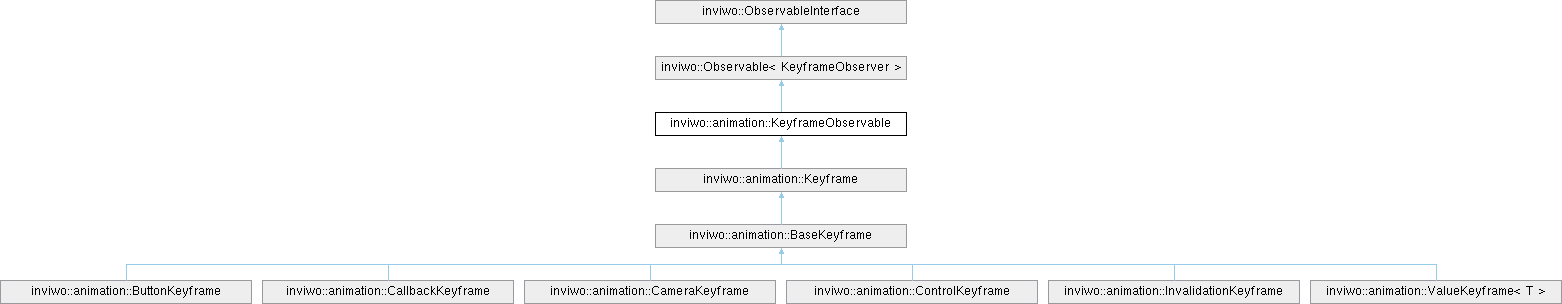 inviwo::ObservableInterface
inviwo::Observable< KeyframeObserver >
inviwo::animation::KeyframeObservable
inviwo::animation::Keyframe
inviwo::animation::BaseKeyframe
inviwo::animation::ButtonKeyframe
inviwo::animation::CallbackKeyframe
inviwo::animation::CameraKeyframe
inviwo::animation::ControlKeyframe
inviwo::animation::InvalidationKeyframe
inviwo::animation::ValueKeyframe< T >